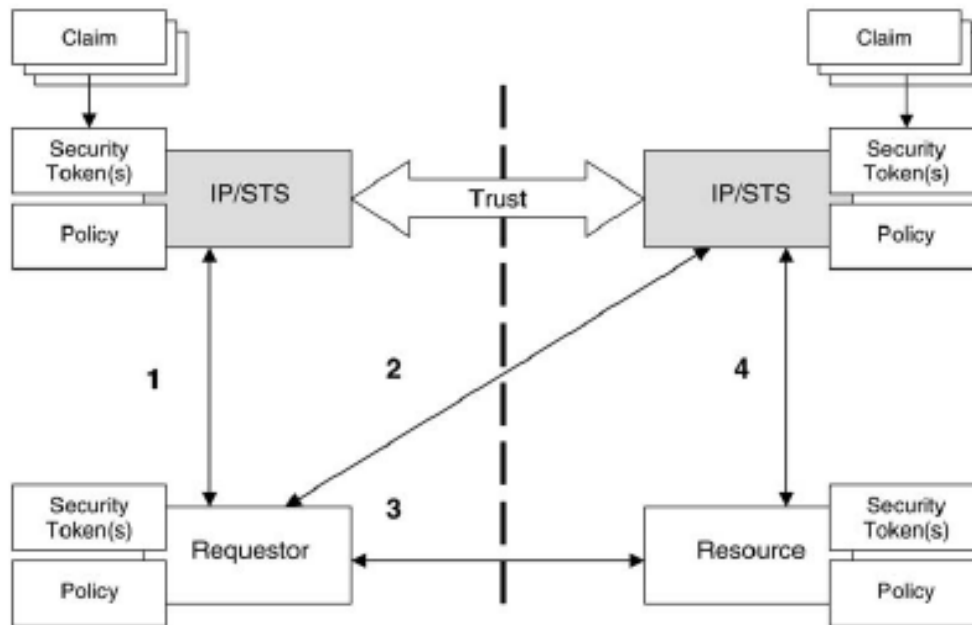 Claim
Claim
Security
Token(s)
IP/STS
Trust
IP/STS
Security
Token(s)
Policy
Policy
1
2
4
Security
Token(s)
Policy
Requestor
3
Resource
Security
Token(s)
Policy